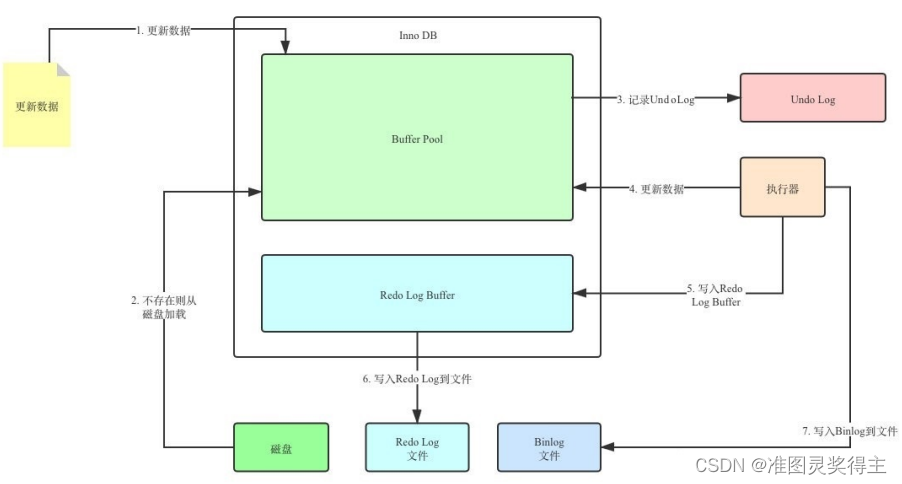 1. 更新数据
Inno DB
更新数据
Buffer Pool
3. 记录UndoLog
Undo Log
4. 更新数据
执行器
2. 不存在则从
磁盘加载
Redo Log Buffer
5. 写入Redo
Log Buffer
6. 写入Redo Log到文件
磁盘
Redo Log
文件
Binlog
文件
7. 写入Binlog到文件
CSDN @准图灵奖得主